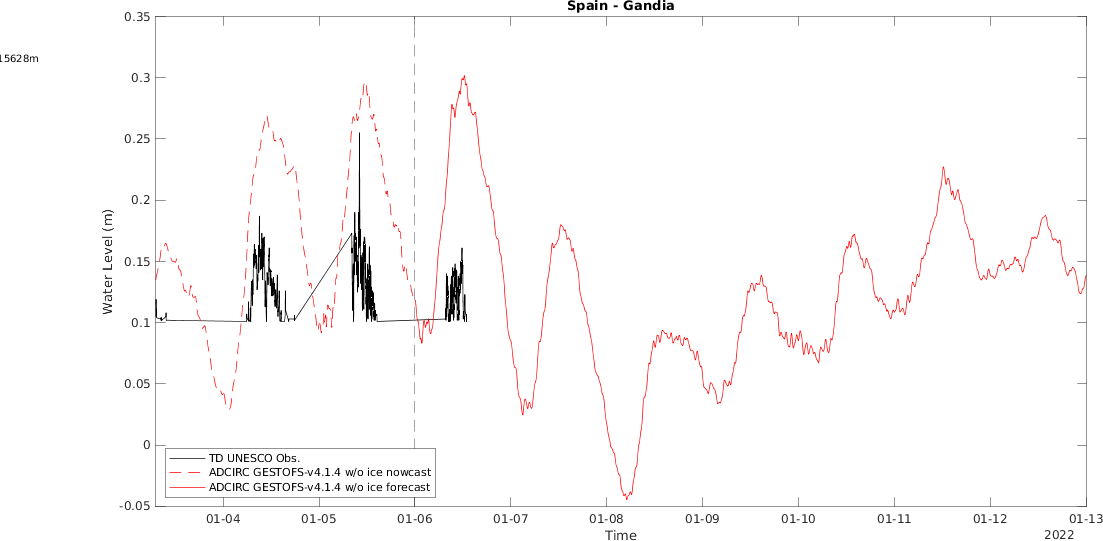 Spain - Gandia
15628m
0.35
0.3
0.25
0.2
0.15
0.1
0.05
0
-0.05
Water Level (m)
TD UNESCO Obs.
ADCIRC GESTOFS-v4.1.4 w/o ice nowcast
ADCIRC GESTOFS-v4.1.4 w/o ice forecast
01-04 01-05 01-06 01-07 01-08 01-09 01-10 01-11 01-12 01-13
Time
2022